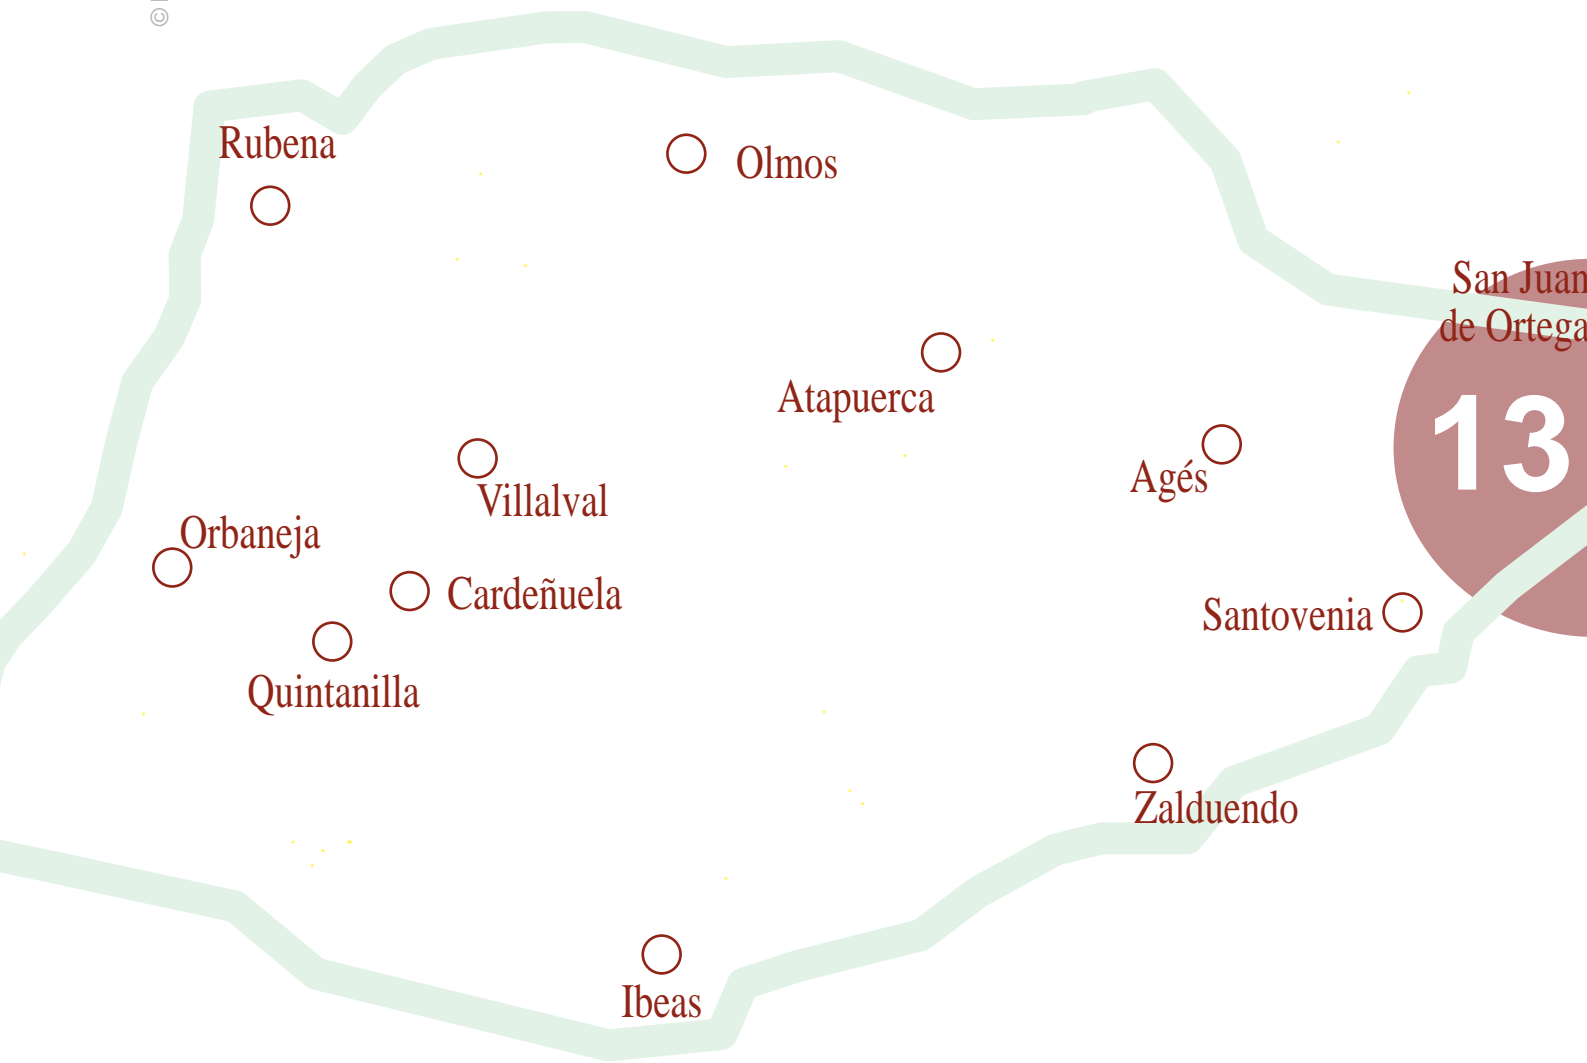 ©
Rubena
Olmos
San Juan
de Ortega
Atapuerca
13
Agés
Villalval
Orbaneja
Cardeñuela
Santovenia
Quintanilla
Zalduendo
Ibeas